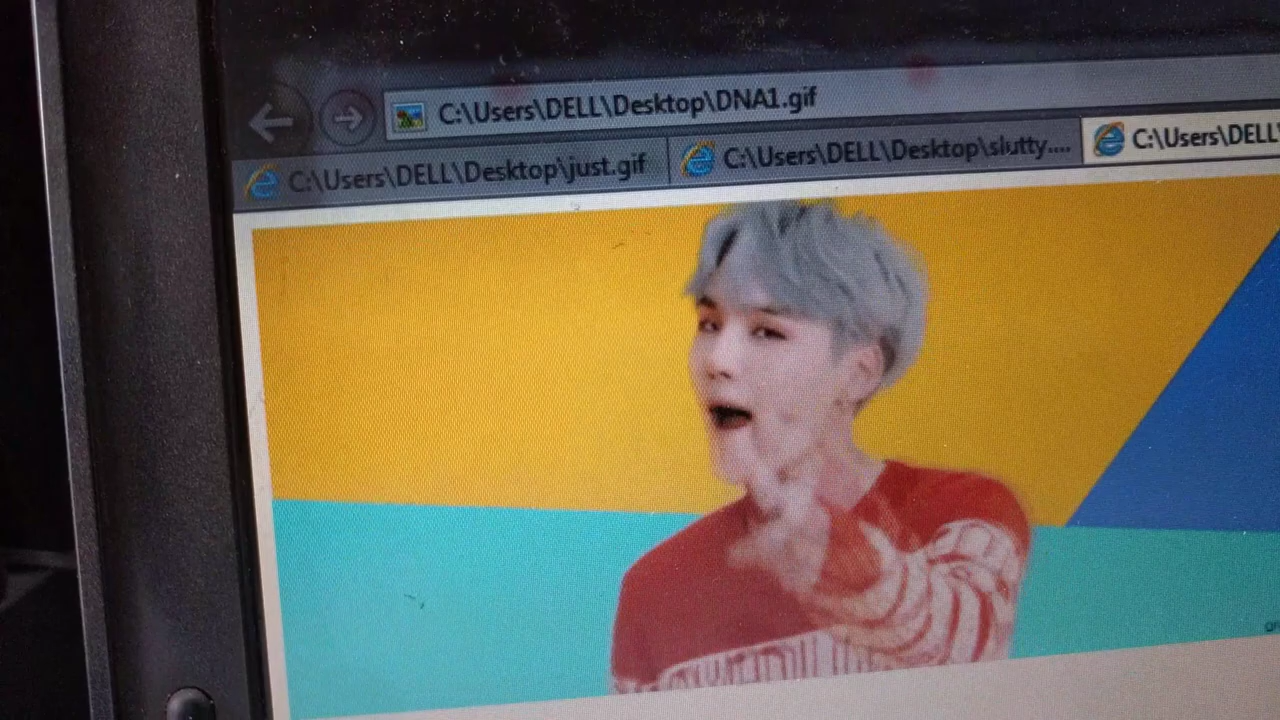 C:\Users\DELL\Desktop\DNA1.gif
C:\Users\DELL\Desktop\just.gif
C:\Users\DELL\Desktop\slutty....
C:\Users\DELL